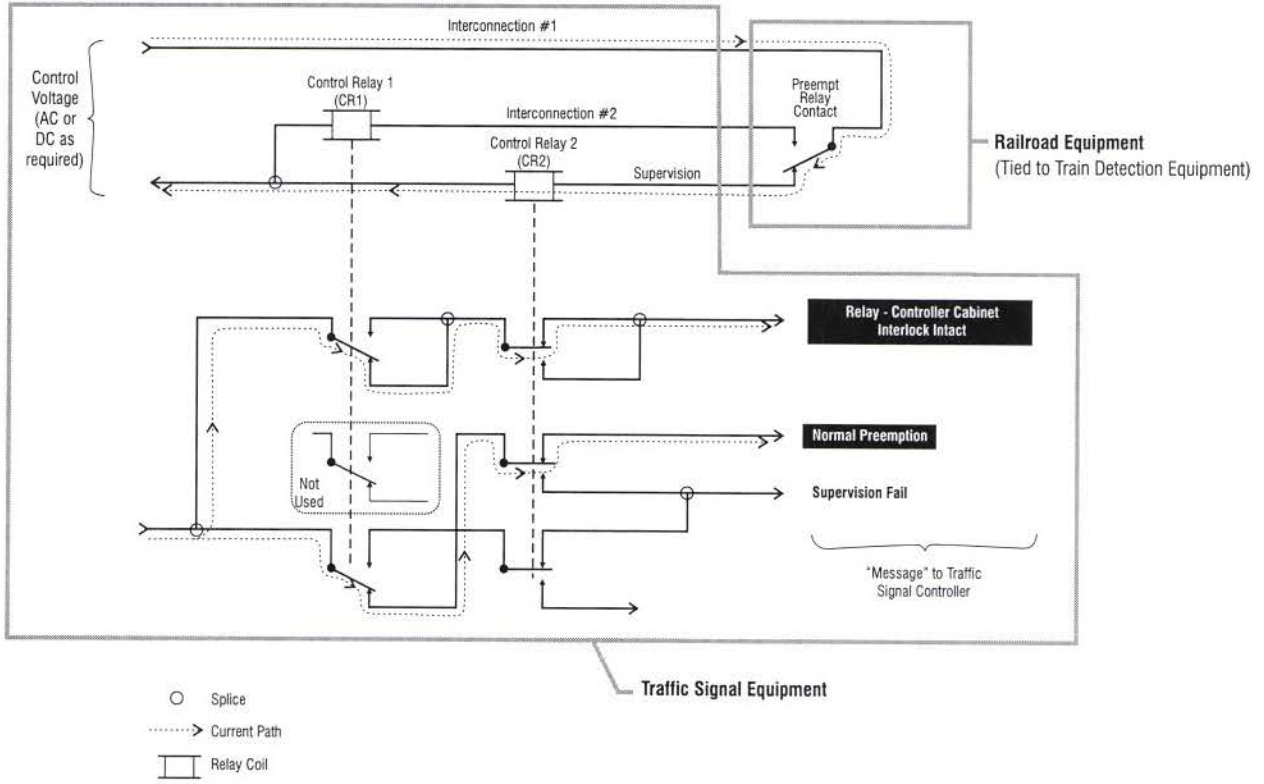 Interconnection #1
Control
Voltage
(AC or
DC as
required)
Control Relay 1
(CR1)
Interconnection #2
Preempt
Relay
Contact
Control Relay 2
(CR2)
Supervision
Railroad Equipment
(Tied to Train Detection Equipment)
Relay - Controller Cabinet
Interlock Intact
Normal Preemption
Not
Used
Supervision Fail
"Message" to Traffic
Signal Controller
Traffic Signal Equipment
Splice
Current Path
Relay Coil